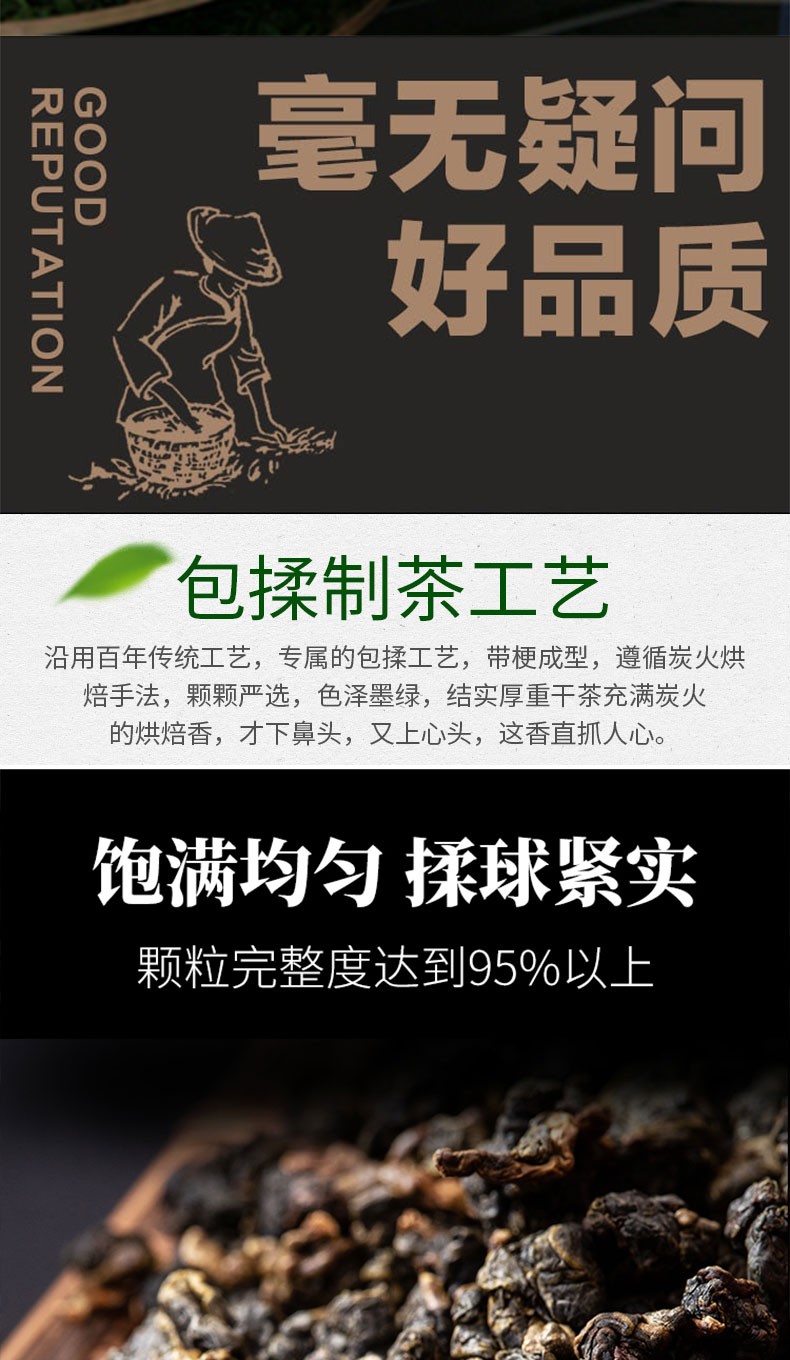 毫无疑问
好品质
GOOD
REPUTATION
包揉制茶工艺
沿用百年传统工艺，专属的包揉工艺，带梗成型，遵循炭火烘
焙手法，颗颗严选，色泽墨绿，结实厚重干茶充满炭火
的烘焙香，才下鼻头，又上心头，这香直抓人心。
饱满均匀 揉球紧实
颗粒完整度达到95%以上